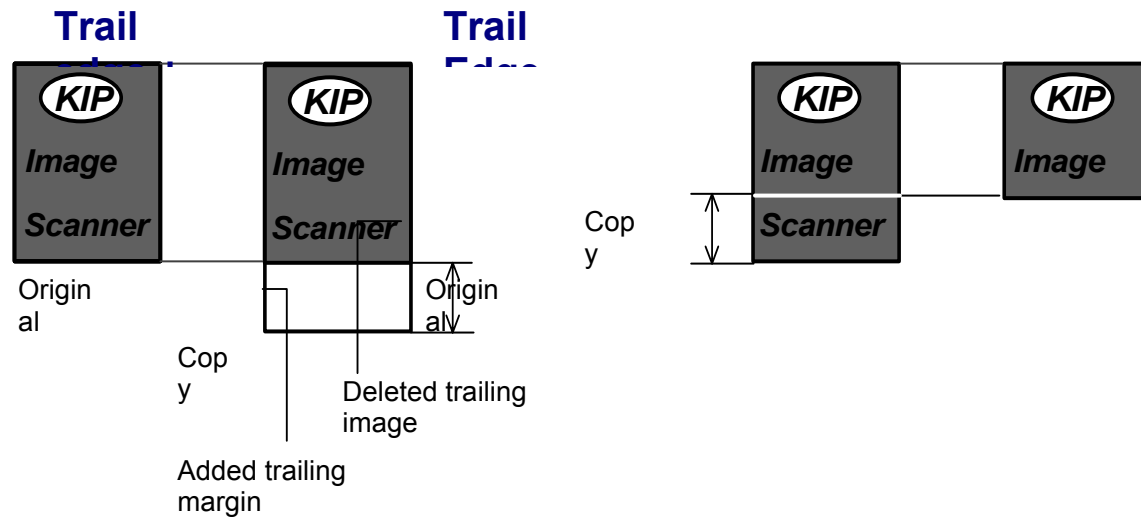 Trail
Trail
KIP
Image
Scanner
KIP
Image
Scanner
KIP
Image
Scanner
KIP
Image
Origin
al
Cop
y
Origin
al
Cop
y
Deleted trailing
image
Added trailing
margin